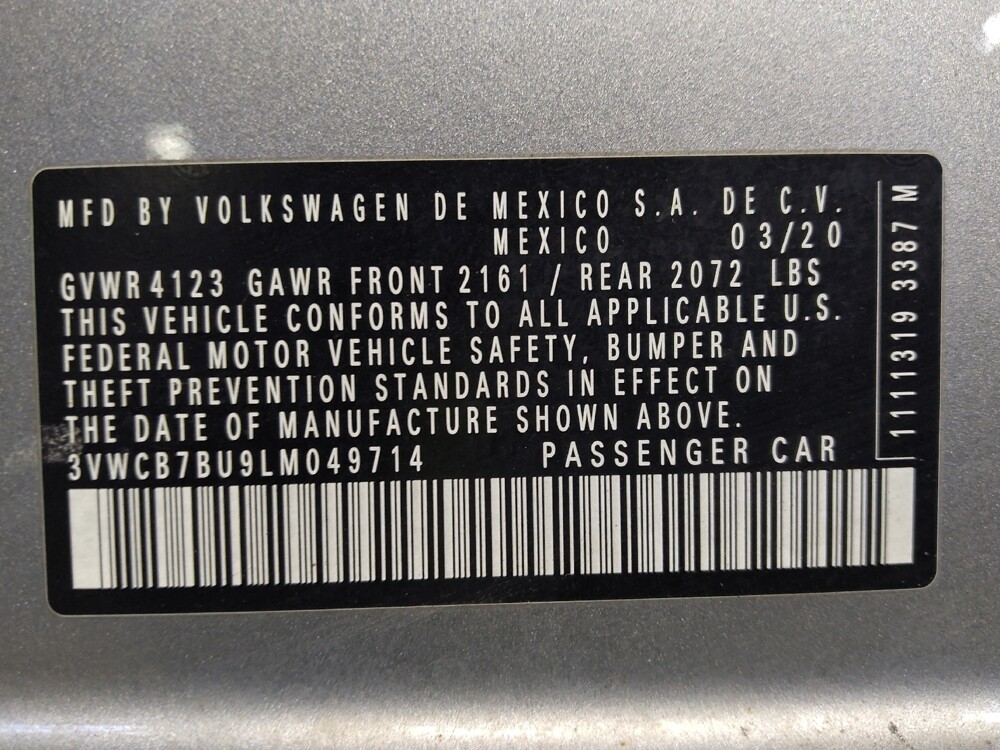 MFD BY VOLKSWAGEN DE MEXICO S.A. DE C.V.
MEXICO 03/20
GVWR 4123 GAWR FRONT 2161 / REAR 2072 LBS
THIS VEHICLE CONFORMS TO ALL APPLICABLE U.S.
FEDERAL MOTOR VEHICLE SAFETY, BUMPER AND
THEFT PREVENTION STANDARDS IN EFFECT ON
THE DATE OF MANUFACTURE SHOWN ABOVE.
3VWCB7BU9LM049714 PASSENGER CAR
1111319 3387 M